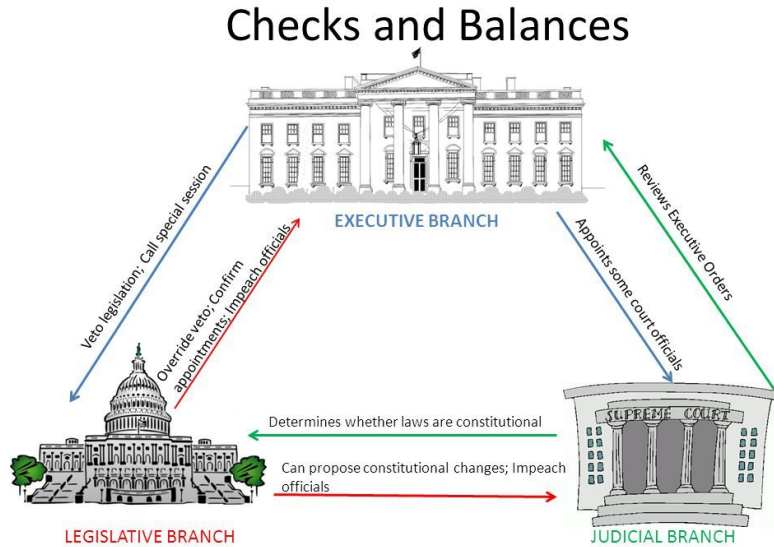 Checks and Balances
EXECUTIVE BRANCH
Veto legislation; Call special session
Override veto; Confirm
appointments; Impeach officials
Appoints some court officials
Reviews Executive Orders
SUPREME COURT
Determines whether laws are constitutional
Can propose constitutional changes; Impeach
officials
LEGISLATIVE BRANCH
JUDICIAL BRANCH